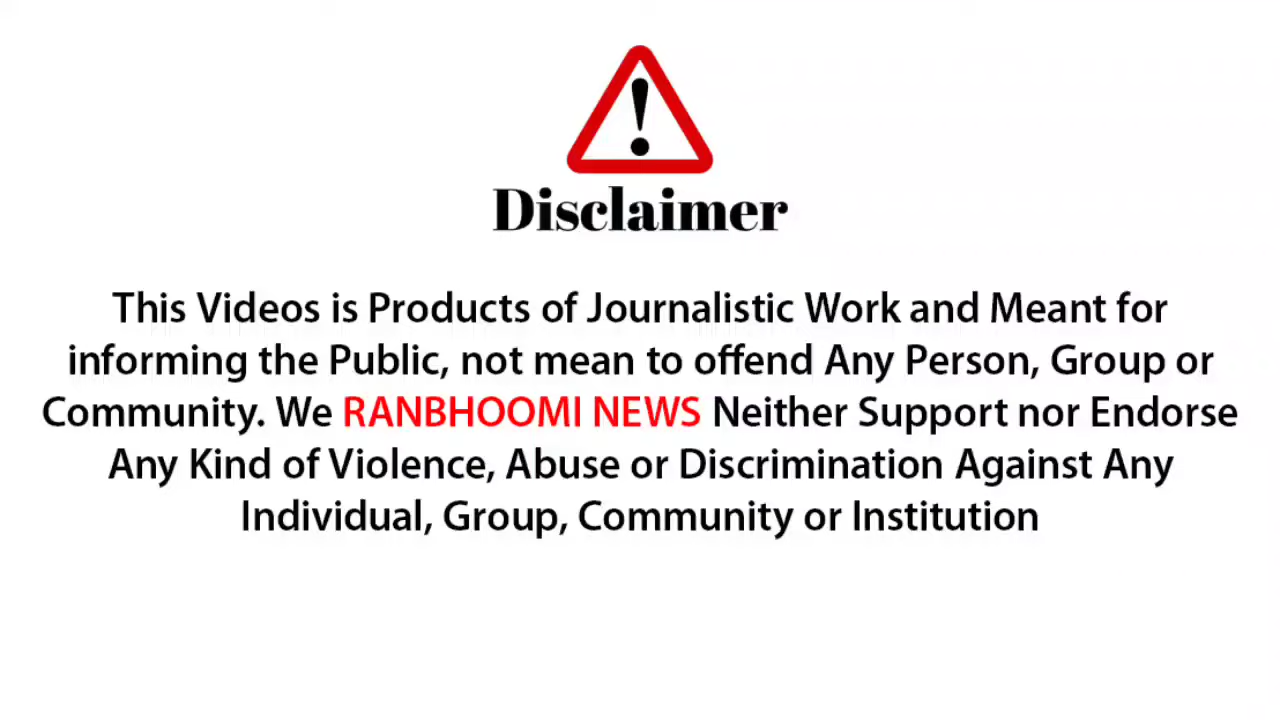 Disclaimer
This Videos is Products of Journalistic Work and Meant for
informing the Public, not mean to offend Any Person, Group or
Community. We RANBHOOMI NEWS Neither Support nor Endorse
Any Kind of Violence, Abuse or Discrimination Against Any
Individual, Group, Community or Institution